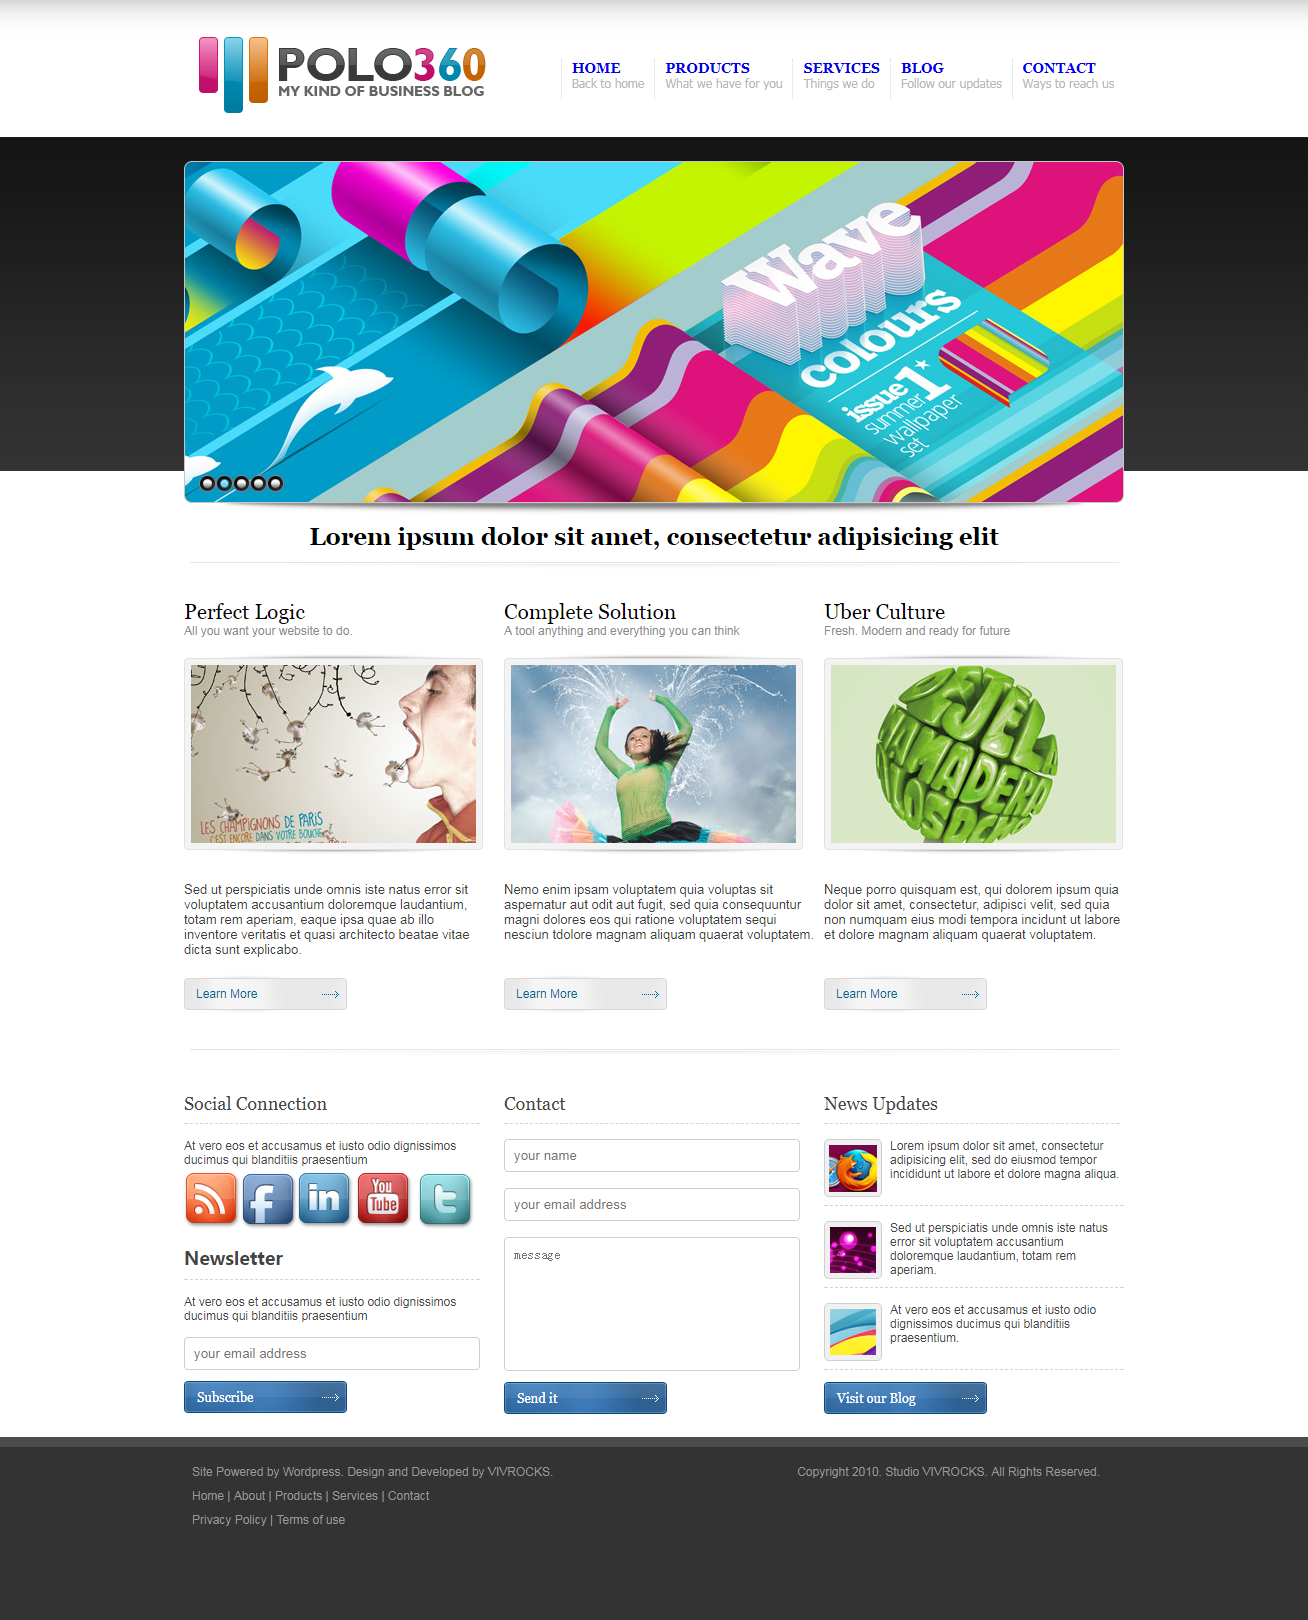 POLO360
MY KIND OF BUSINESS BLOG
HOME
Back to home
PRODUCTS
What we have for you
SERVICES
Things we do
BLOG
Follow our updates
CONTACT
Ways to reach us
Wave
colours
issue 1
summer
wallpaper
set
Lorem ipsum dolor sit amet, consectetur adipisicing elit
Perfect Logic
All you want your website to do.
LES CHAMPIGNONS DE PARIS
C'EST ENCORE DANS VOTRE BOUCHE
Sed ut perspiciatis unde omnis iste natus error sit
voluptatem accusantium doloremque laudantium,
totam rem aperiam, eaque ipsa quae ab illo
inventore veritatis et quasi architecto beatae vitae
dicta sunt explicabo.
Learn More
Complete Solution
A tool anything and everything you can think
Nemo enim ipsam voluptatem quia voluptas sit
aspernatur aut odit aut fugit, sed quia consequuntur
magni dolores eos qui ratione voluptatem sequi
nesciun tdolore magnam aliquam quaerat voluptatem.
Learn More
Uber Culture
Fresh. Modern and ready for future
Neque porro quisquam est, qui dolorem ipsum quia
dolor sit amet, consectetur, adipisci velit, sed quia
non numquam eius modi tempora incidunt ut labore
et dolore magnam aliquam quaerat voluptatem.
Learn More
Social Connection
At vero eos et accusamus et iusto odio dignissimos
ducimus qui blanditiis praesentium
f
in
You
Tube
t
Newsletter
At vero eos et accusamus et iusto odio dignissimos
ducimus qui blanditiis praesentium
your email address
Subscribe
Contact
your name
your email address
message
Send it
News Updates
Lorem ipsum dolor sit amet, consectetur
adipisicing elit, sed do eiusmod tempor
incididunt ut labore et dolore magna aliqua.
Sed ut perspiciatis unde omnis iste natus
error sit voluptatem accusantium
doloremque laudantium, totam rem
aperiam.
At vero eos et accusamus et iusto odio
dignissimos ducimus qui blanditiis
praesentium.
Visit our Blog
Site Powered by Wordpress. Design and Developed by VIVROCKS.
Copyright 2010. Studio VIVROCKS. All Rights Reserved.
Home | About | Products | Services | Contact
Privacy Policy | Terms of use